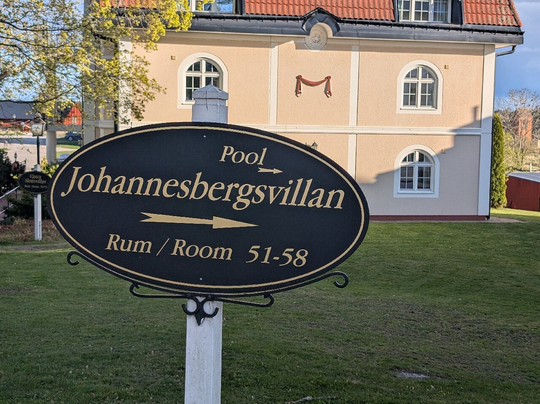 Pool
Johannesbergsvillan
Rum / Room 51-58